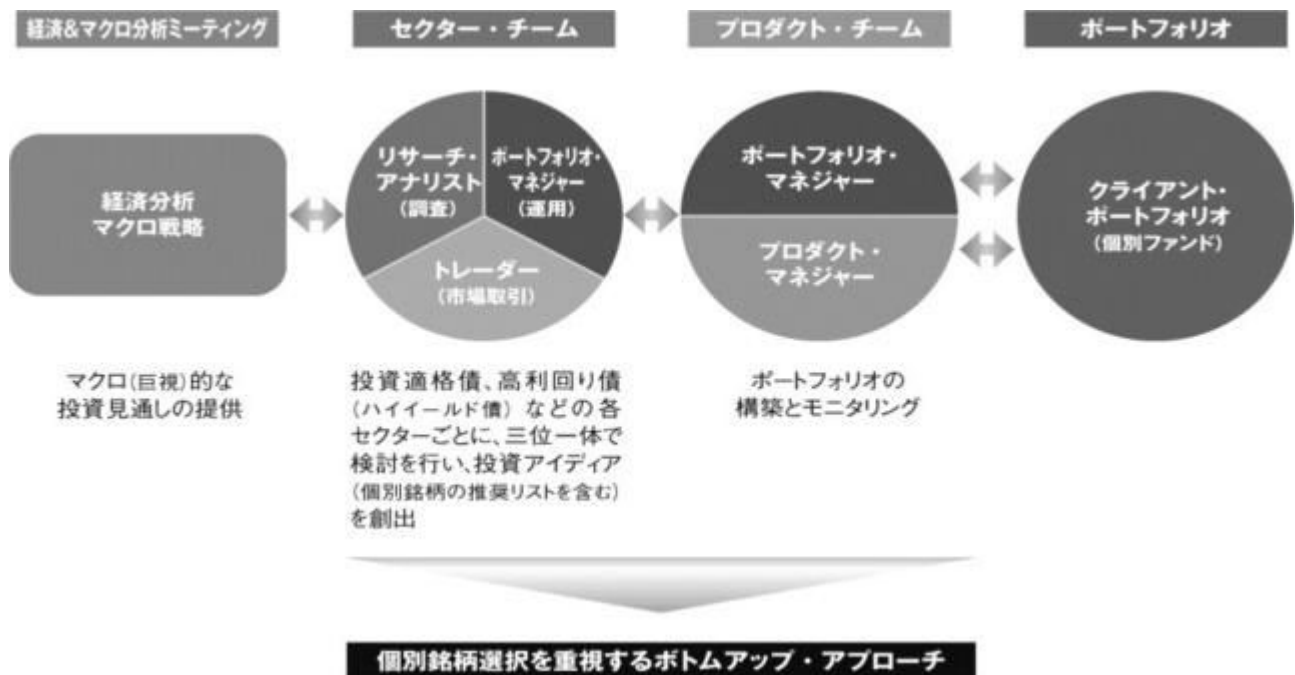 経済&マクロ分析ミーティング
セクター・チーム
プロダクト・チーム
ポートフォリオ
経済分析
マクロ戦略
リサーチ・
アナリスト
(調査)
ポートフォリオ・
マネジャー
(運用)
トレーダー
(市場取引)
ポートフォリオ・
マネジャー
プロダクト・
マネジャー
クライアント・
ポートフォリオ
(個別ファンド)
マクロ(巨視)的な
投資見通しの提供
投資適格債、高利回り債
(ハイイールド債)などの各
セクターごとに、三位一体で
検討を行い、投資アイディア
(個別銘柄の推奨リストを含む)
を創出
ポートフォリオの
構築とモニタリング
個別銘柄選択を重視するボトムアップ・アプローチ